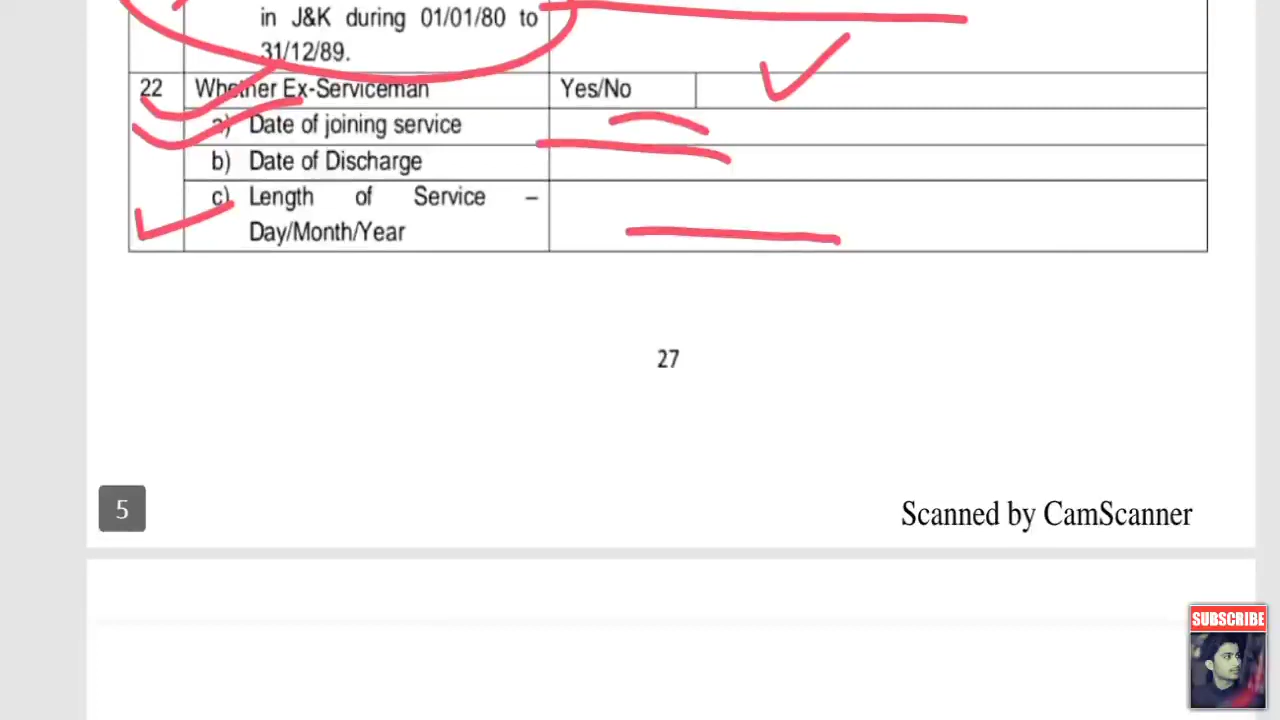 in J&K during 01/01/80 to
31/12/89.
22 Whether Ex-Serviceman Yes/No
a) Date of joining service
b) Date of Discharge
c) Length of Service –
Day/Month/Year
27
5
Scanned by CamScanner
SUBSCRIBE